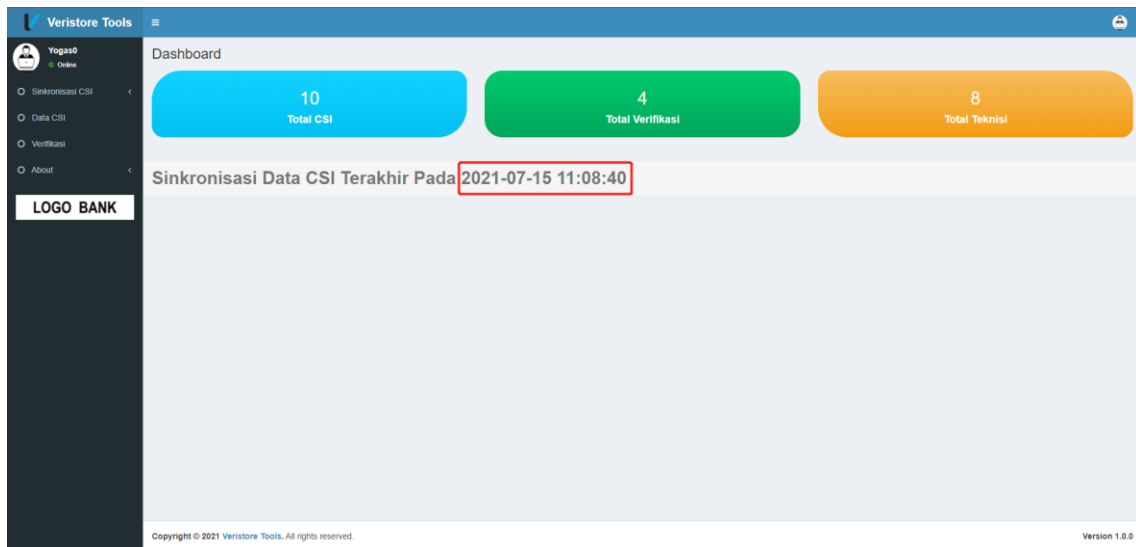 Veristore Tools
Yogas0
Online
Sinkronisasi CSI
Data CSI
Verifikasi
About
LOGO BANK
Dashboard
10
Total CSI
4
Total Verifikasi
8
Total Teknisi
Sinkronisasi Data CSI Terakhir Pada 2021-07-15 11:08:40
Copyright © 2021 Veristore Tools. All rights reserved.
Version 1.0.0